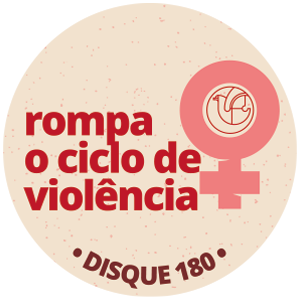 rompa
o ciclo de
violência
• DISQUE 180 •